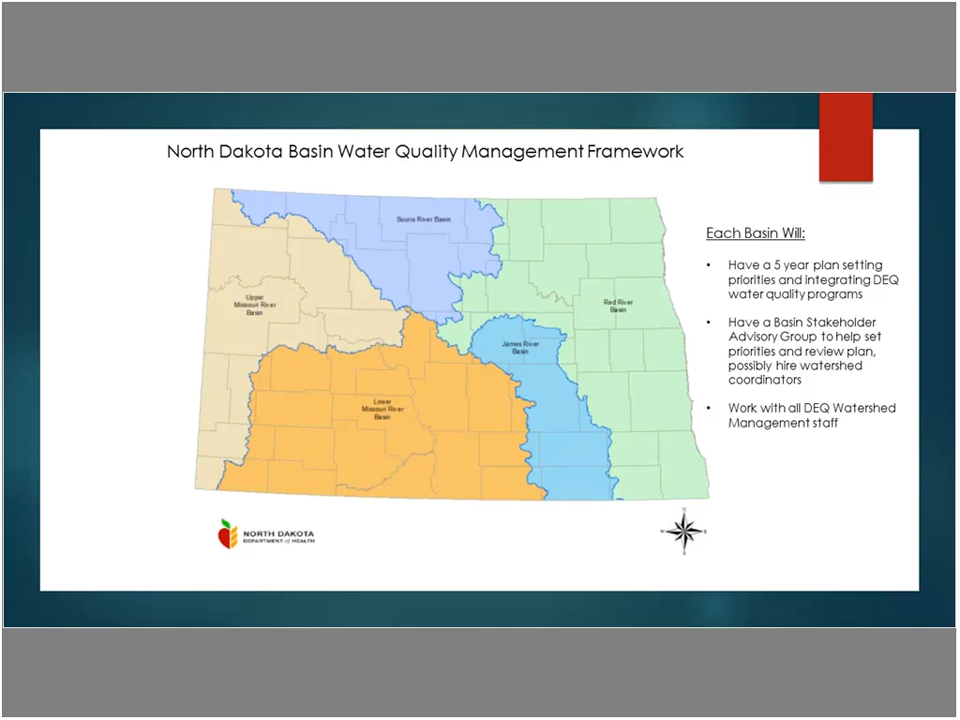 North Dakota Basin Water Quality Management Framework
Souris River Basin
Upper
Missouri River
Basin
Red River
Basin
James River
Basin
Lower
Missouri River
Basin
Each Basin Will:
• Have a 5 year plan setting
priorities and integrating DEQ
water quality programs
• Have a Basin Stakeholder
Advisory Group to help set
priorities and review plan,
possibly hire watershed
coordinators
• Work with all DEQ Watershed
Management staff
NORTH DAKOTA
DEPARTMENT of HEALTH
N
W
E
S